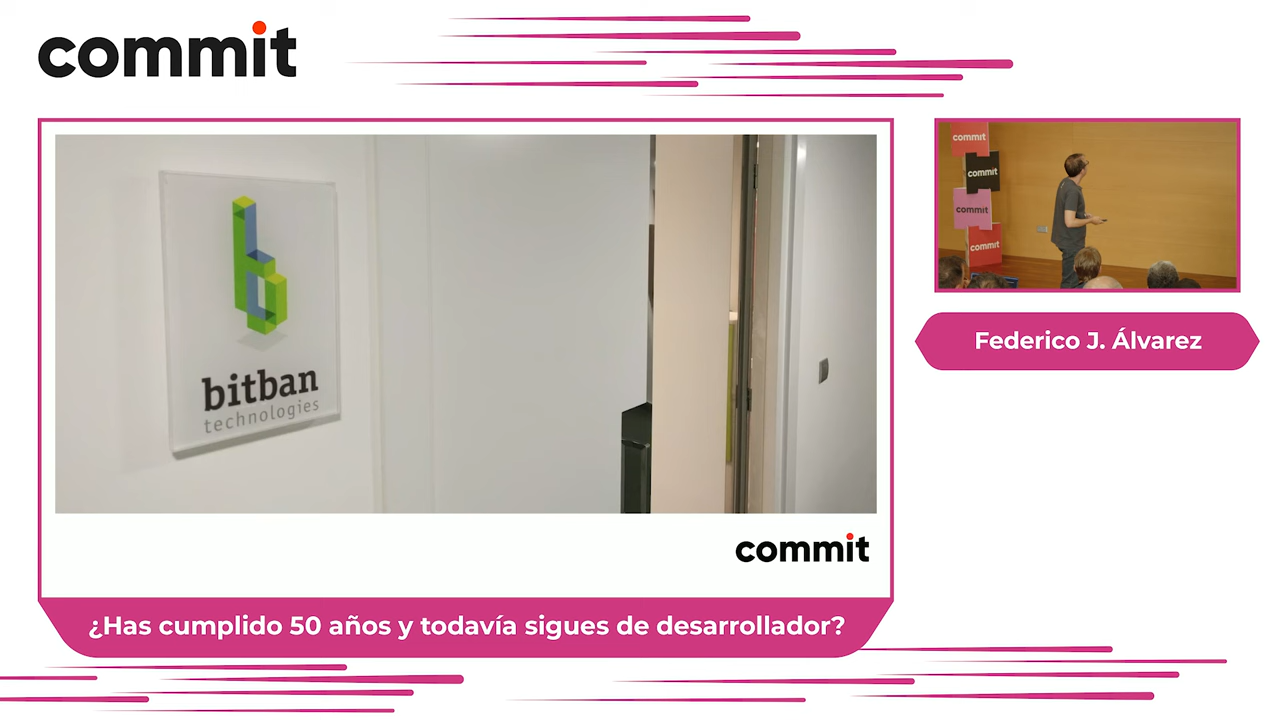 commit
bitban
technologies
commit
¿Has cumplido 50 años y todavía sigues de desarrollador?
commit
commit
commit
commit
Federico J. Álvarez